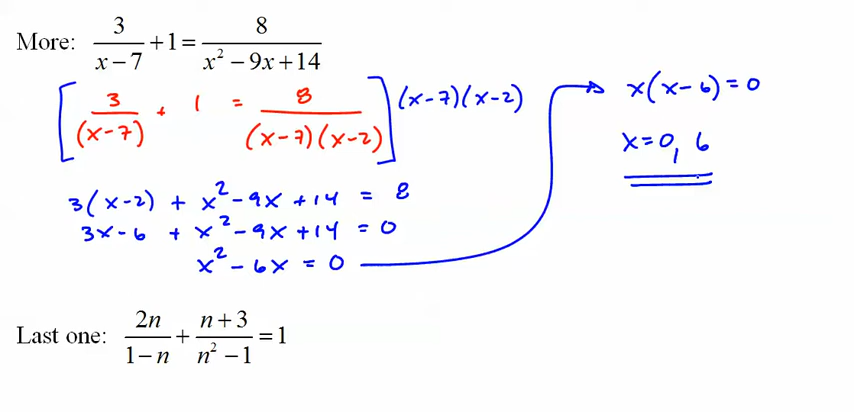 More: 3/(x−7) + 1 = 8/(x² − 9x + 14)
[3/(x−7) + 1 = 8/((x−7)(x−2))] (x−7)(x−2)
3(x−2) + x² − 9x + 14 = 8
3x − 6 + x² − 9x + 14 = 0
x² − 6x = 0
x(x−6) = 0
x = 0, 6
Last one: 2n/(1−n) + (n+3)/(n² − 1) = 1